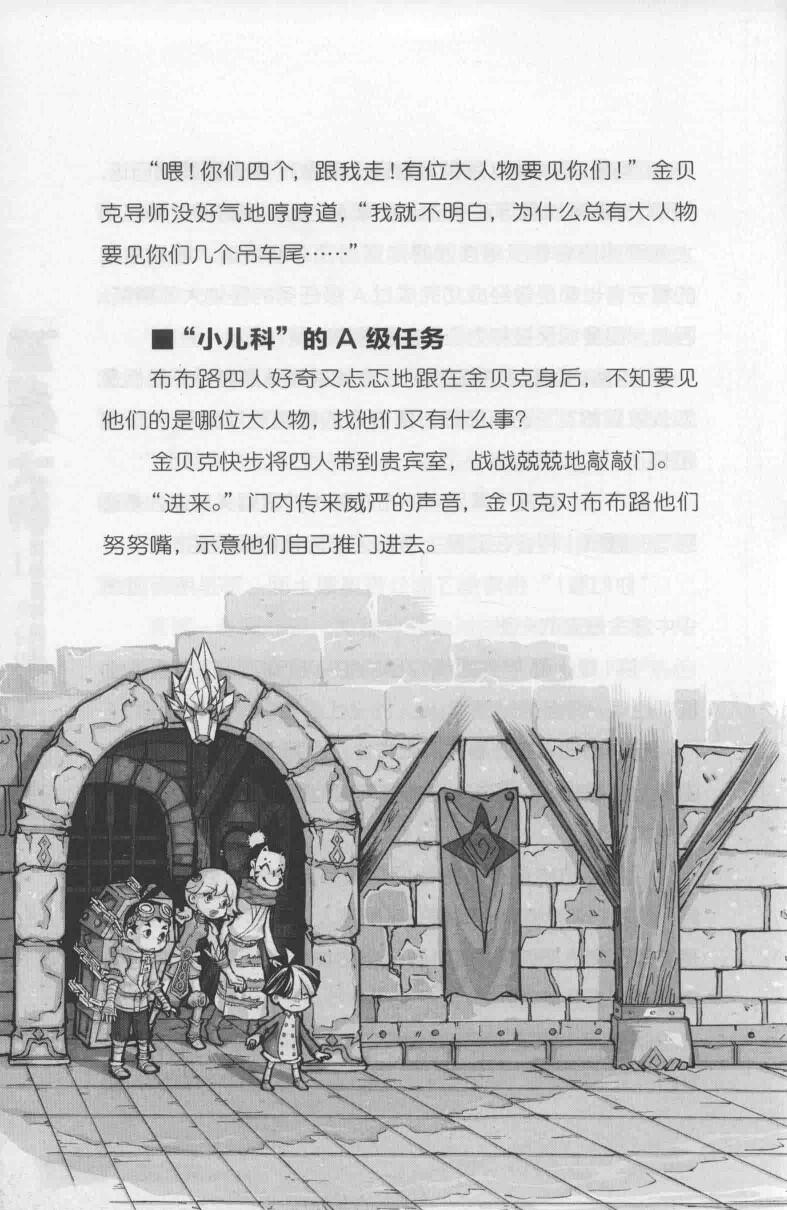 “喂！你们四个，跟我走！有位大人物要见你们！”金贝
克导师没好气地哼哼道，“我就不明白，为什么总有大人物
要见你们几个吊车尾……”
■“小儿科”的 A 级任务
布布路四人好奇又忐忑地跟在金贝克身后，不知要见
他们的是哪位大人物，找他们又有什么事？
金贝克快步将四人带到贵宾室，战战兢兢地敲敲门。
“进来。”门内传来威严的声音，金贝克对布布路他们
努努嘴，示意他们自己推门进去。